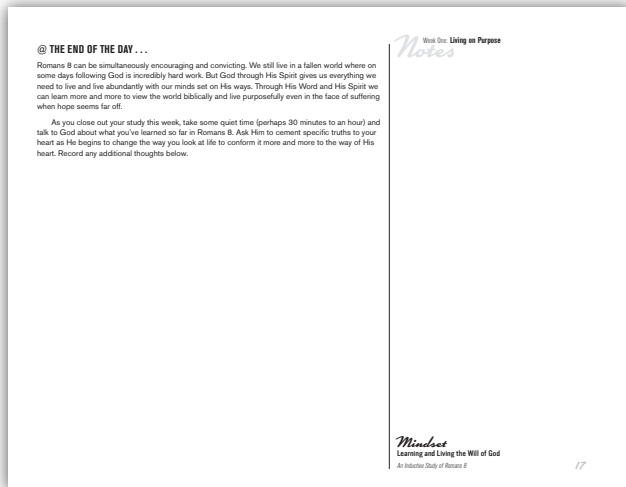 @ THE END OF THE DAY . . .
Romans 8 can be simultaneously encouraging and convicting. We still live in a fallen world where on
some days following God is incredibly hard work. But God through His Spirit gives us everything we
need to live and live abundantly with our minds set on His ways. Through His Word and His Spirit we
can learn more and more to view the world biblically and live purposefully even in the face of suffering
when hope seems far off.
As you close out your study this week, take some quiet time (perhaps 30 minutes to an hour) and
talk to God about what you've learned so far in Romans 8. Ask Him to cement specific truths to your
heart as He begins to change the way you look at life to conform it more and more to the way of His
heart. Record any additional thoughts below.
Week One: Living on Purpose
Notes
Mindset
Learning and Living the Will of God
An Inductive Study of Romans 8
17